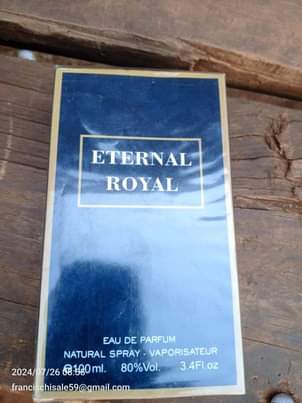 ETERNAL
ROYAL
EAU DE PARFUM
NATURAL SPRAY - VAPORISATEUR
℮100ml. 80%Vol. 3.4Fl oz
2024/07/26
francischisale59@gmail.com